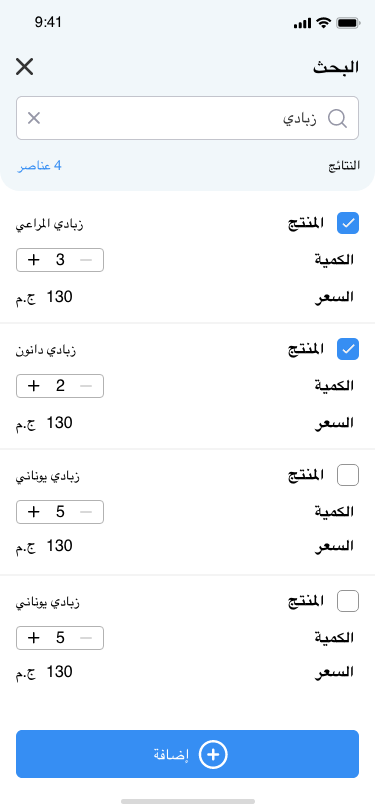 9:41
البحث
زبادي
النتائج 4 عناصر
المنتج زبادي المراعي
الكمية 3
السعر 130 ج.م
المنتج زبادي دانون
الكمية 2
السعر 130 ج.م
المنتج زبادي يوناني
الكمية 5
السعر 130 ج.م
المنتج زبادي يوناني
الكمية 5
السعر 130 ج.م
إضافة